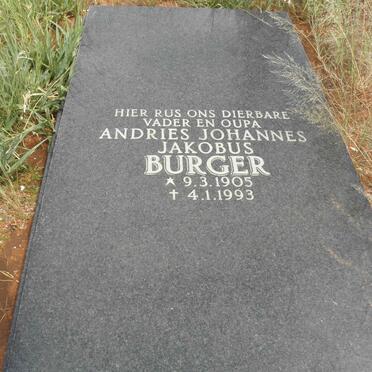 HIER RUS ONS DIERBARE
VADER EN OUPA
ANDRIES JOHANNES
JAKOBUS
BURGER
★ 9.3.1905
✝ 4.1.1993